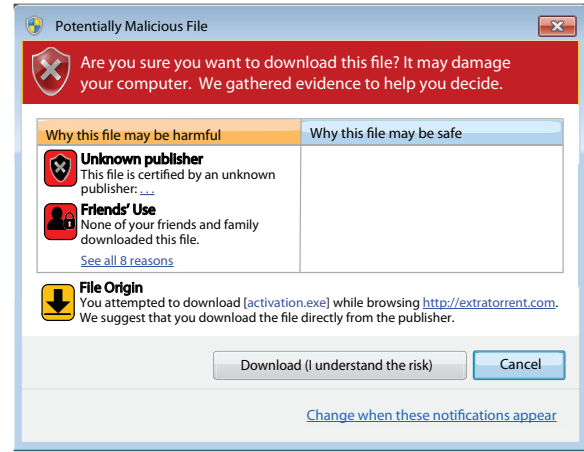 Potentially Malicious File
Are you sure you want to download this file? It may damage
your computer. We gathered evidence to help you decide.
Why this file may be harmful
Why this file may be safe
Unknown publisher
This file is certified by an unknown
publisher: . . .
Friends' Use
None of your friends and family
downloaded this file.
See all 8 reasons
File Origin
You attempted to download [activation.exe] while browsing http://extratorrent.com.
We suggest that you download the file directly from the publisher.
Download (I understand the risk)
Cancel
Change when these notifications appear